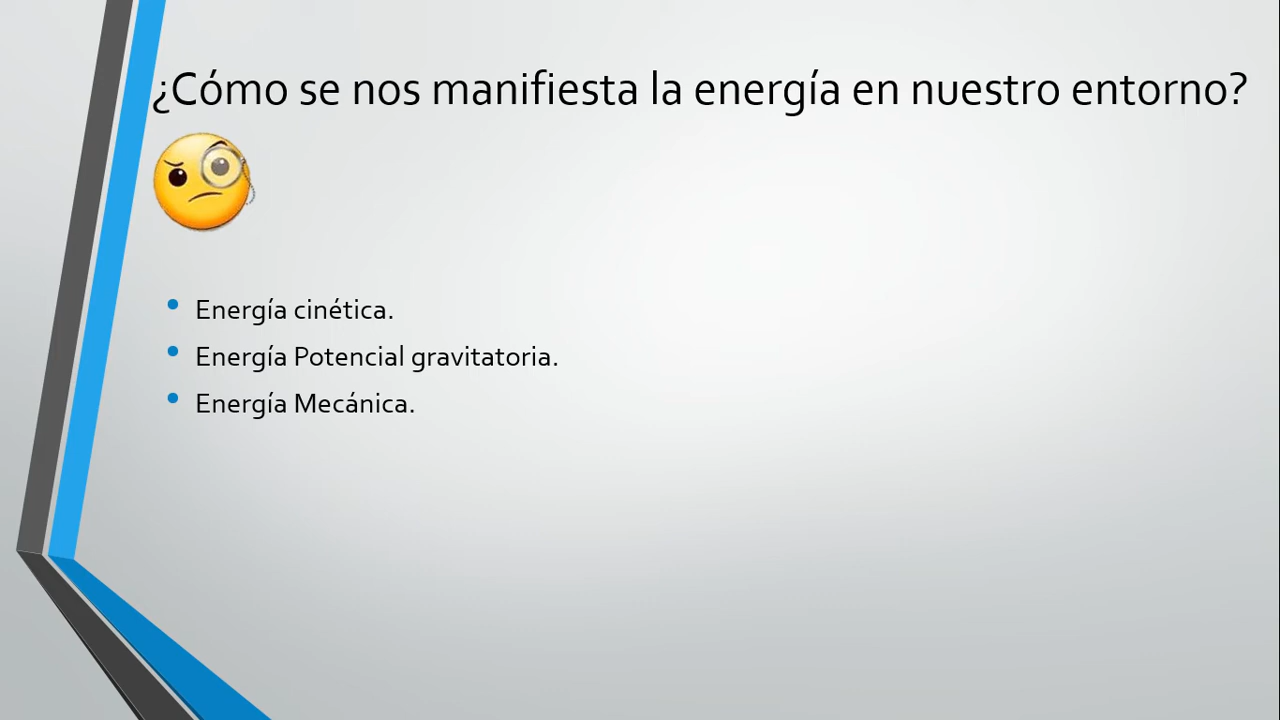 ¿Cómo se nos manifiesta la energía en nuestro entorno?
Energía cinética.
Energía Potencial gravitatoria.
Energía Mecánica.